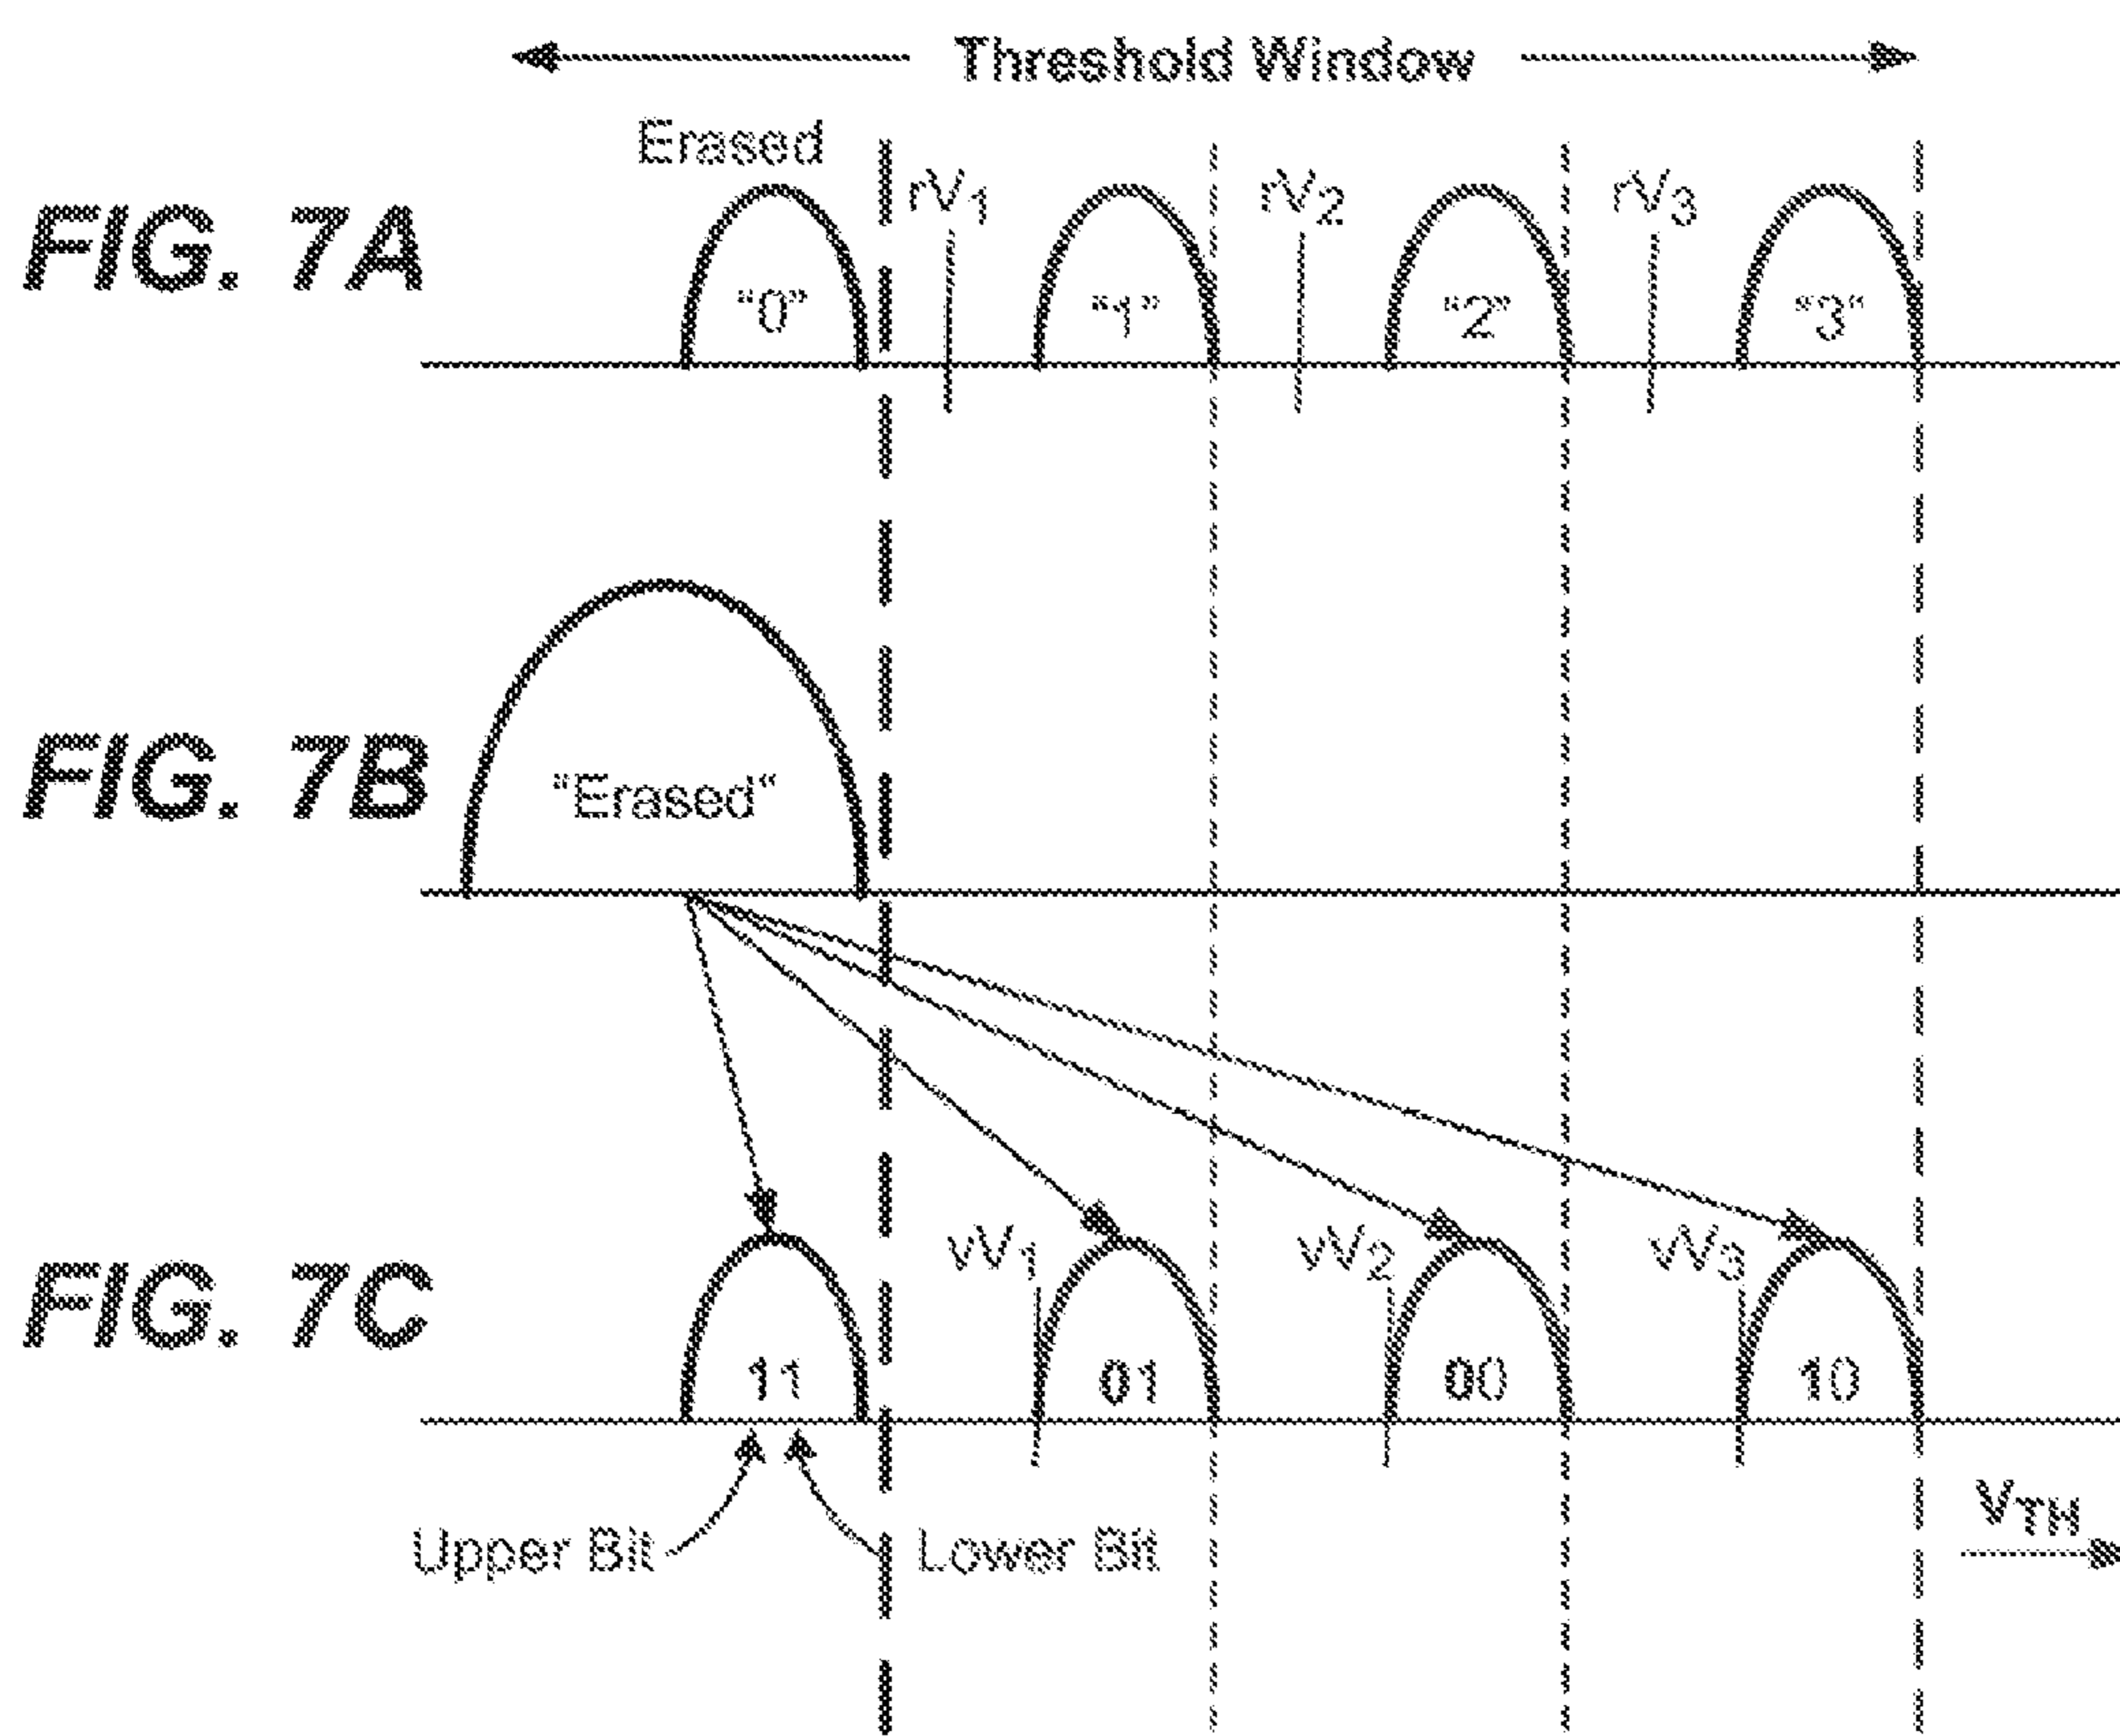 Threshold Window
Erased
rV1 rV2 rV3
FIG. 7A
"0" "1" "2" "3"
FIG. 7B
"Erased"
FIG. 7C
vV1 vV2 vV3
11 01 00 10
Upper Bit Lower Bit
VTH